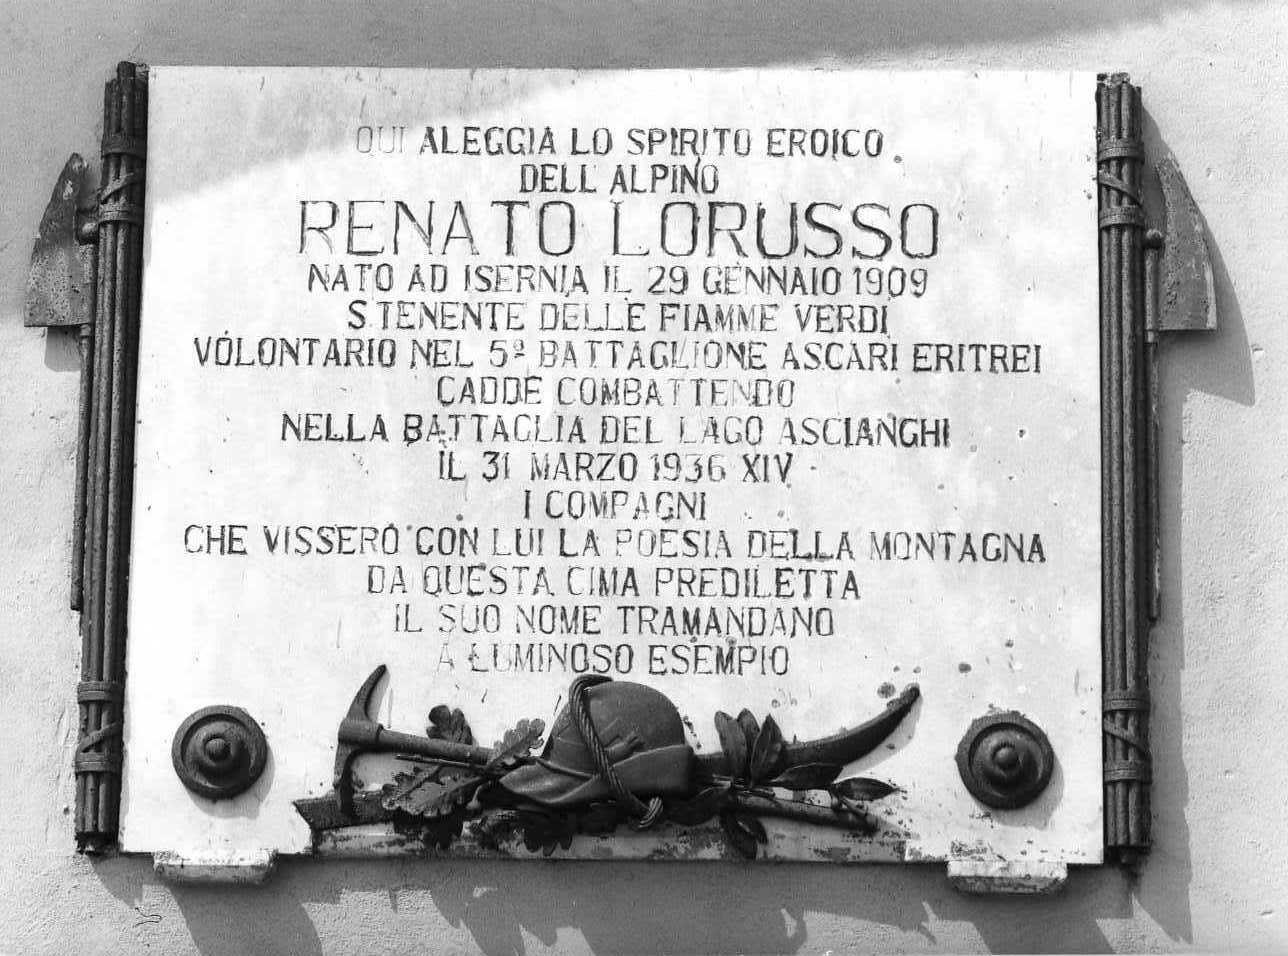 QUI ALEGGIA LO SPIRITO EROICO
DELL'ALPINO
RENATO LORUSSO
NATO AD ISERNIA IL 29 GENNAIO 1909
S.TENENTE DELLE FIAMME VERDI
VOLONTARIO NEL 5º BATTAGLIONE ASCARI ERITREI
CADDE COMBATTENDO
NELLA BATTAGLIA DEL LAGO ASCIANGHI
IL 31 MARZO 1936 XIV
I COMPAGNI
CHE VISSERO CON LUI LA POESIA DELLA MONTAGNA
DA QUESTA CIMA PREDILETTA
IL SUO NOME TRAMANDANO
A LUMINOSO ESEMPIO